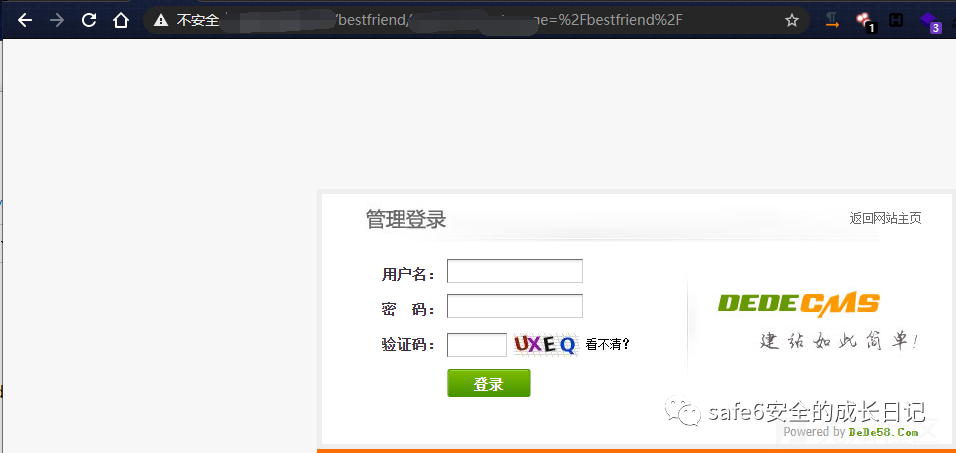 不安全 /bestfriend/ ge=%2Fbestfriend%2F
1
3
管理登录
返回网站主页
用户名：
密 码：
验证码： UXEQ 看不清？
登录
DEDECMS
建站如此简单!
safe6安全的成长日记
Powered by DeDe58.Com